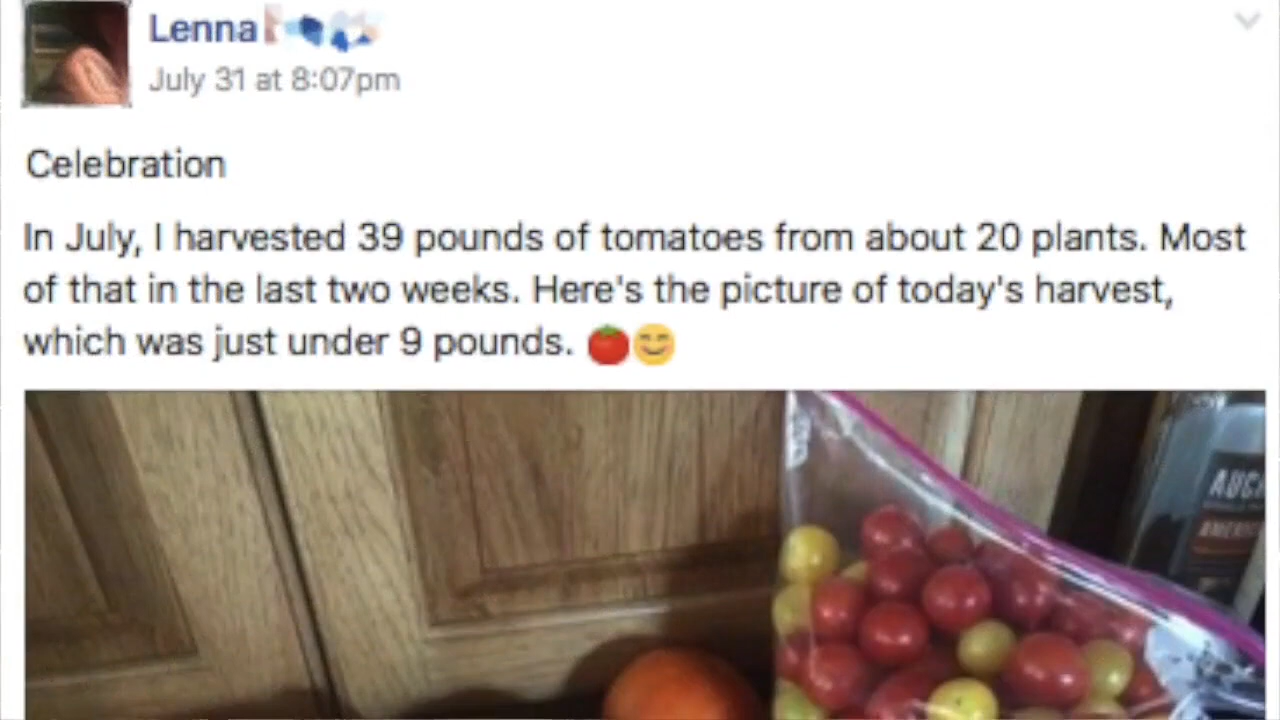 Lenna
July 31 at 8:07pm
Celebration
In July, I harvested 39 pounds of tomatoes from about 20 plants. Most
of that in the last two weeks. Here's the picture of today's harvest,
which was just under 9 pounds. 🍅😊